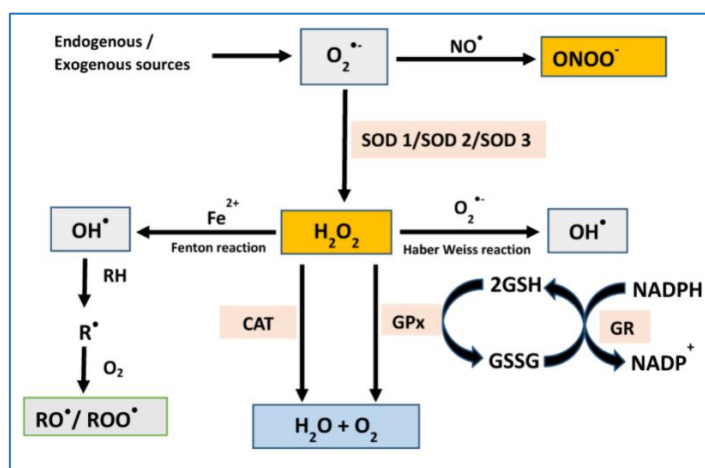 Endogenous /
Exogenous sources
O₂•⁻
NO•
ONOO⁻
SOD 1/SOD 2/SOD 3
OH•
Fe²⁺
Fenton reaction
H₂O₂
O₂•⁻
Haber Weiss reaction
OH•
RH
R•
O₂
RO•/ ROO•
CAT
GPx
2GSH
GSSG
NADPH
GR
NADP⁺
H₂O + O₂